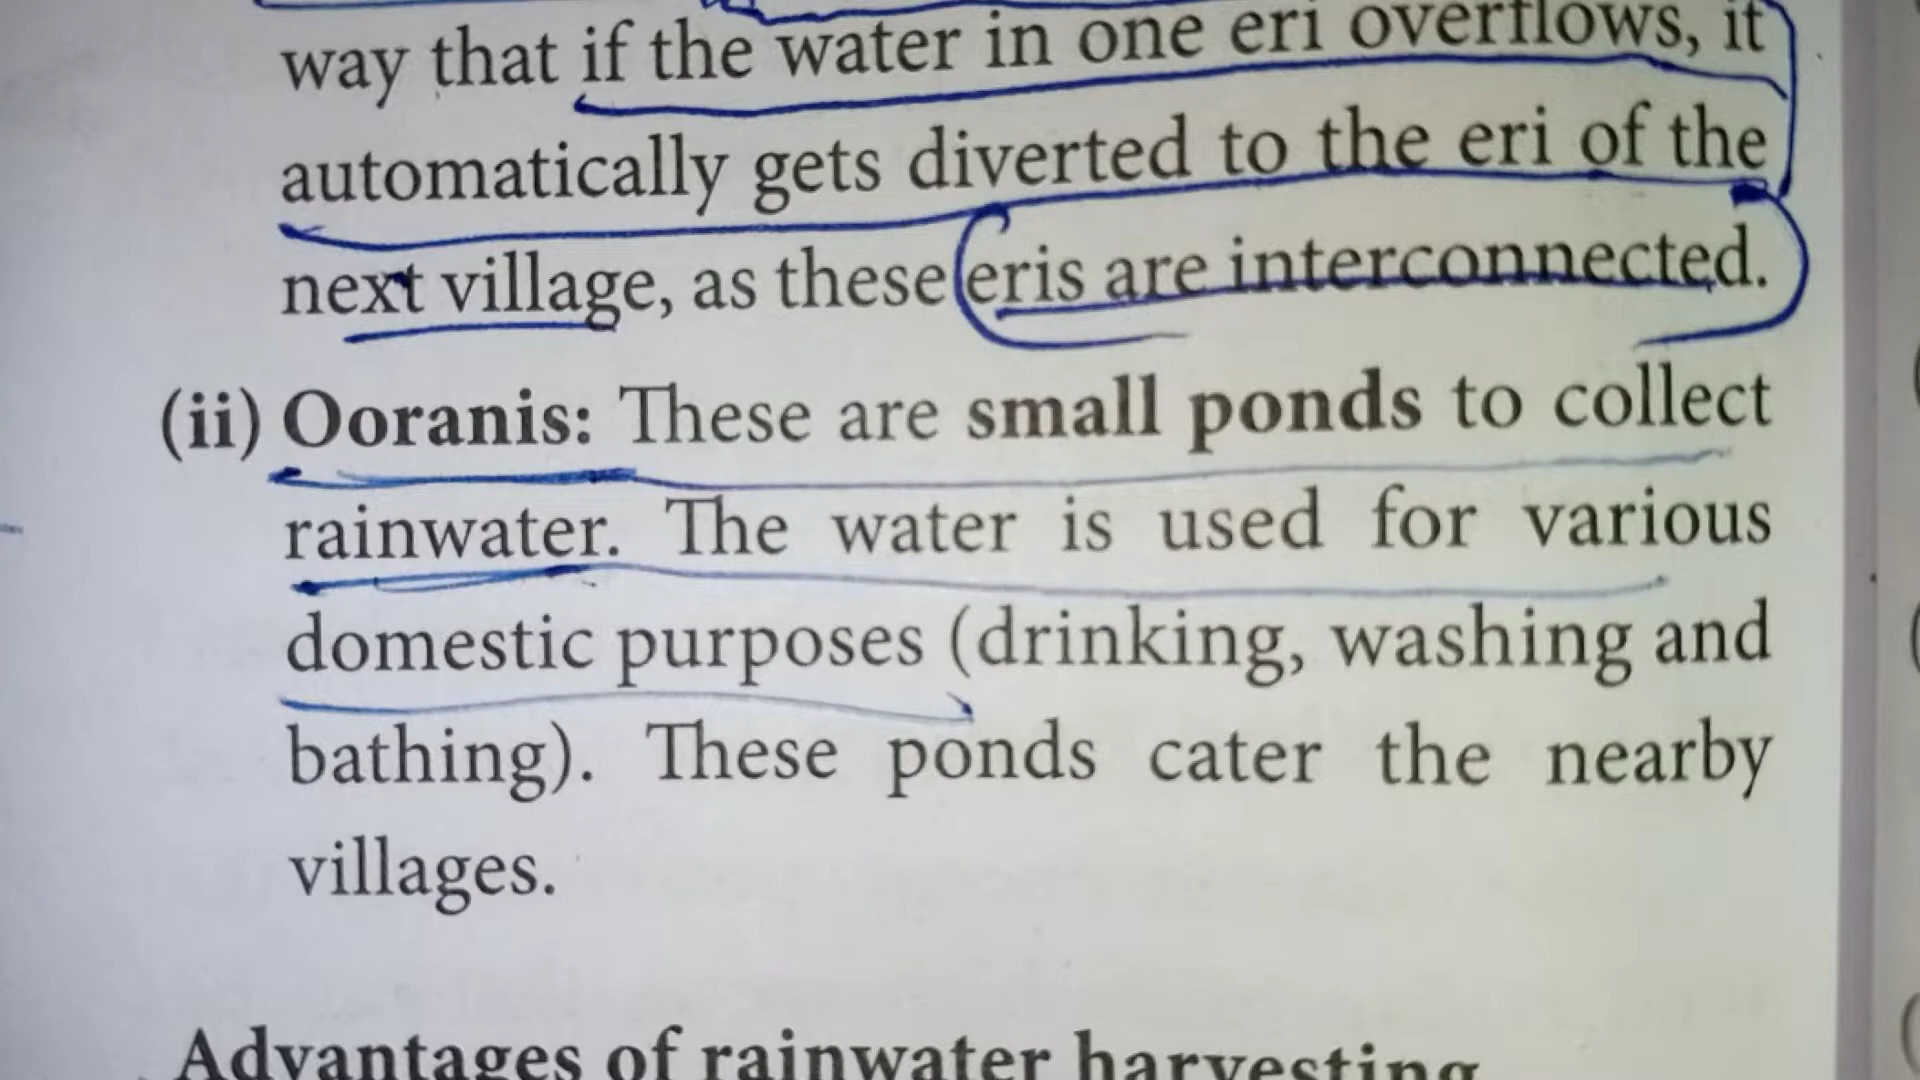 way that if the water in one eri overflows, it
automatically gets diverted to the eri of the
next village, as these eris are interconnected.
(ii) Ooranis: These are small ponds to collect
rainwater. The water is used for various
domestic purposes (drinking, washing and
bathing). These ponds cater the nearby
villages.
Advantages of rainwater harvesting